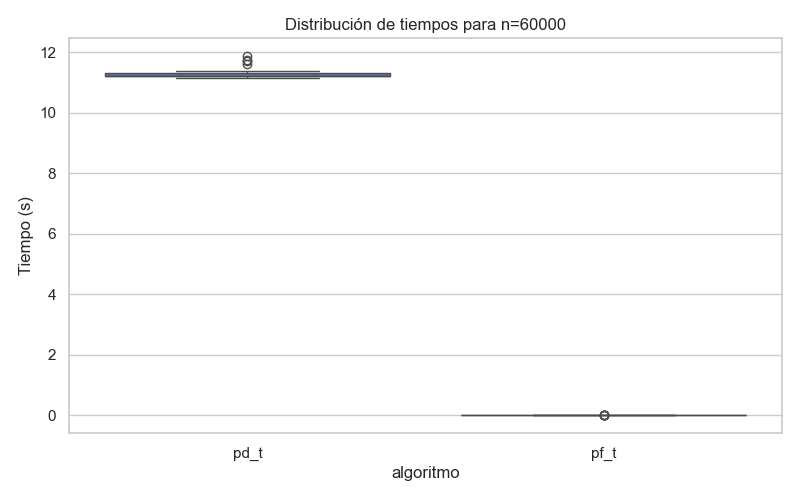 Distribución de tiempos para n=60000
Tiempo (s)
12
10
8
6
4
2
0
pd_t pf_t
algoritmo